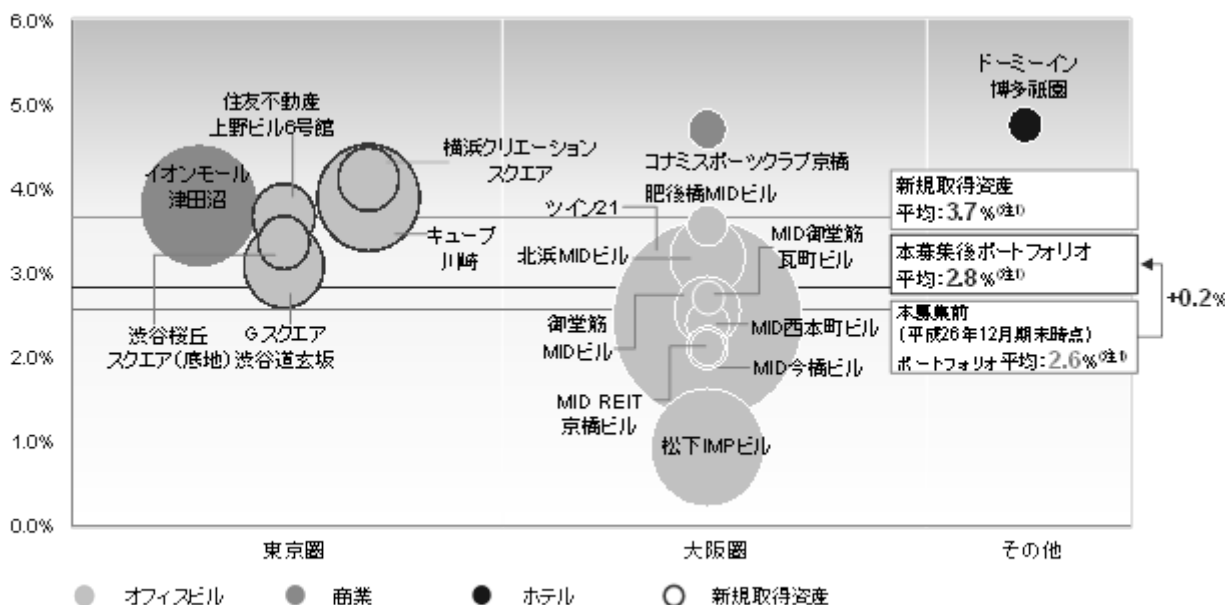 6.0%
5.0%
4.0%
3.0%
2.0%
1.0%
0.0%
住友不動産
上野ビル6号館
イオンモール
津田沼
横浜クリエーション
スクエア
キューブ
川崎
渋谷桜丘
スクエア(底地)
Gスクエア
渋谷道玄坂
コナミスポーツクラブ京橋
肥後橋MIDビル
ツイン21
北浜MIDビル
MID御堂筋
瓦町ビル
御堂筋
MIDビル
MID西本町ビル
MID今橋ビル
MID REIT
京橋ビル
松下IMPビル
ドーミーイン
博多祇園
新規取得資産
平均:3.7%(注1)
本募集後ポートフォリオ
平均:2.8%(注1)
本募集前
(平成26年12月期末時点)
ポートフォリオ平均:2.6%(注1)
+0.2%
東京圏
大阪圏
その他
オフィスビル
商業
ホテル
新規取得資産